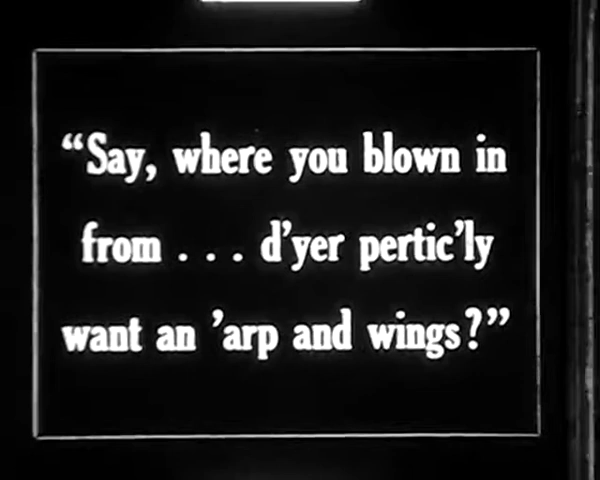 “Say, where you blown in
from . . . d’yer pertic’ly
want an ’arp and wings?”